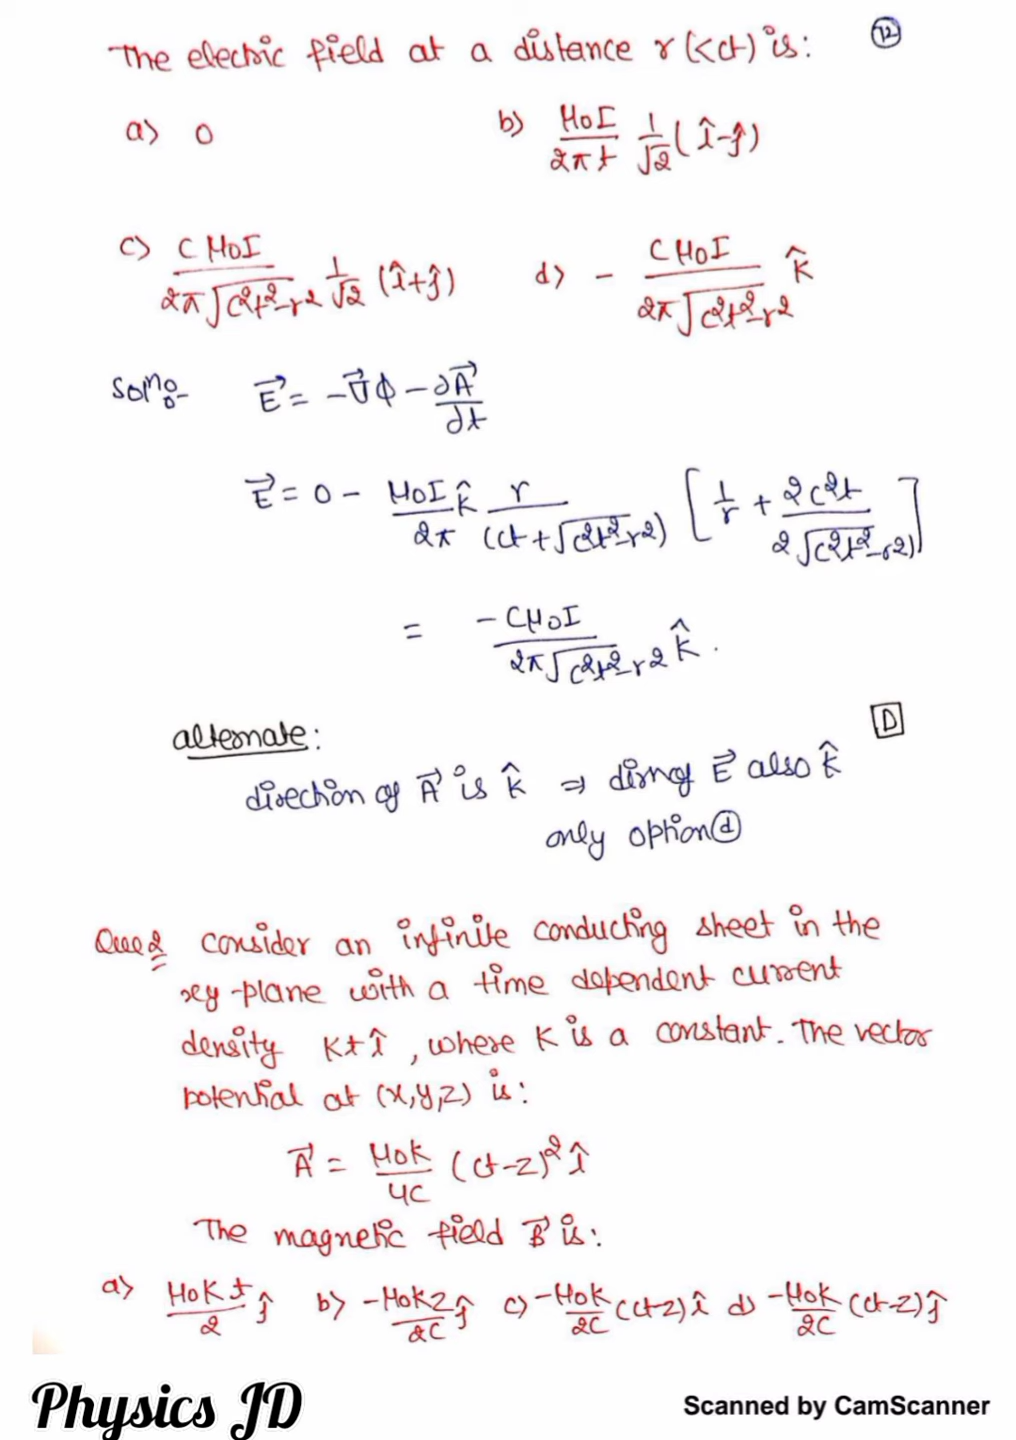 The electric field at a distance r (<ct) is: (72)
a) 0 b) μ0I/2πt 1/√2 (î-ĵ)
c) Cμ0I/2π√(c²t²-r²) 1/√2 (î+ĵ) d) - Cμ0I/2π√(c²t²-r²) k̂
Solno- E⃗ = -∇⃗ϕ - ∂A⃗/∂t
E⃗ = 0 - μ0I/2π k̂ r/(ct+√(c²t²-r²)) [1/r + 2c²t/2√(c²t²-r²)]
= -Cμ0I/2π√(c²t²-r²) k̂.
D
alternate:
direction of A⃗ is k̂ ⇒ dirn of E⃗ also k̂
only option (d)
Que 2 consider an infinite conducting sheet in the
xy-plane with a time dependent current
density Kt î, where K is a constant. The vector
potential at (x,y,z) is:
A⃗ = μ0K/4C (ct-z)² î
The magnetic field B⃗ is:
a) μ0Kt/2 ĵ b) -μ0Kz/2C ĵ c) -μ0K/2C (ct-z) î d) -μ0K/2C (ct-z) ĵ
Physics JD
Scanned by CamScanner